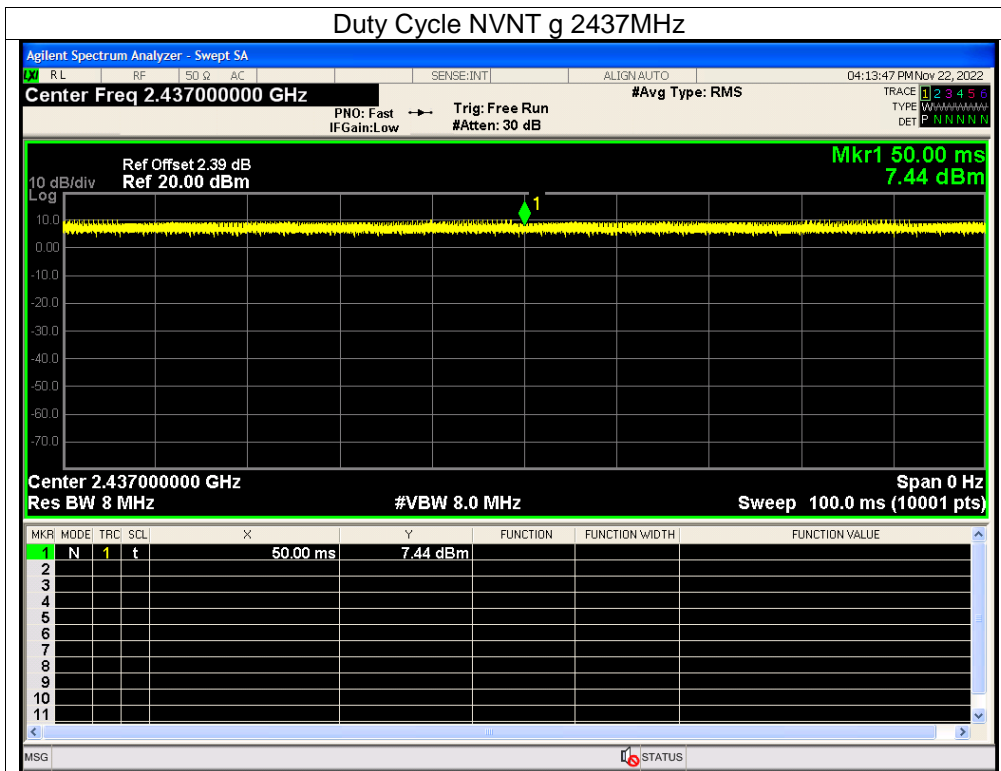 Duty Cycle NVNT g 2437MHz
Agilent Spectrum Analyzer - Swept SA
LXI RL RF 50 Ω AC SENSE:INT ALIGN AUTO 04:13:47 PM Nov 22, 2022
Center Freq 2.437000000 GHz #Avg Type: RMS TRACE 1 2 3 4 5 6
PNO: Fast Trig: Free Run TYPE WWWWWW
IFGain:Low #Atten: 30 dB DET P N N N N N
Mkr1 50.00 ms
Ref Offset 2.39 dB
10 dB/div Ref 20.00 dBm 7.44 dBm
Log
1
10.0
0.00
-10.0
-20.0
-30.0
-40.0
-50.0
-60.0
-70.0
Center 2.437000000 GHz Span 0 Hz
Res BW 8 MHz #VBW 8.0 MHz Sweep 100.0 ms (10001 pts)
MKR MODE TRC SCL X Y FUNCTION FUNCTION WIDTH FUNCTION VALUE
1 N 1 t 50.00 ms 7.44 dBm
2
3
4
5
6
7
8
9
10
11
MSG STATUS